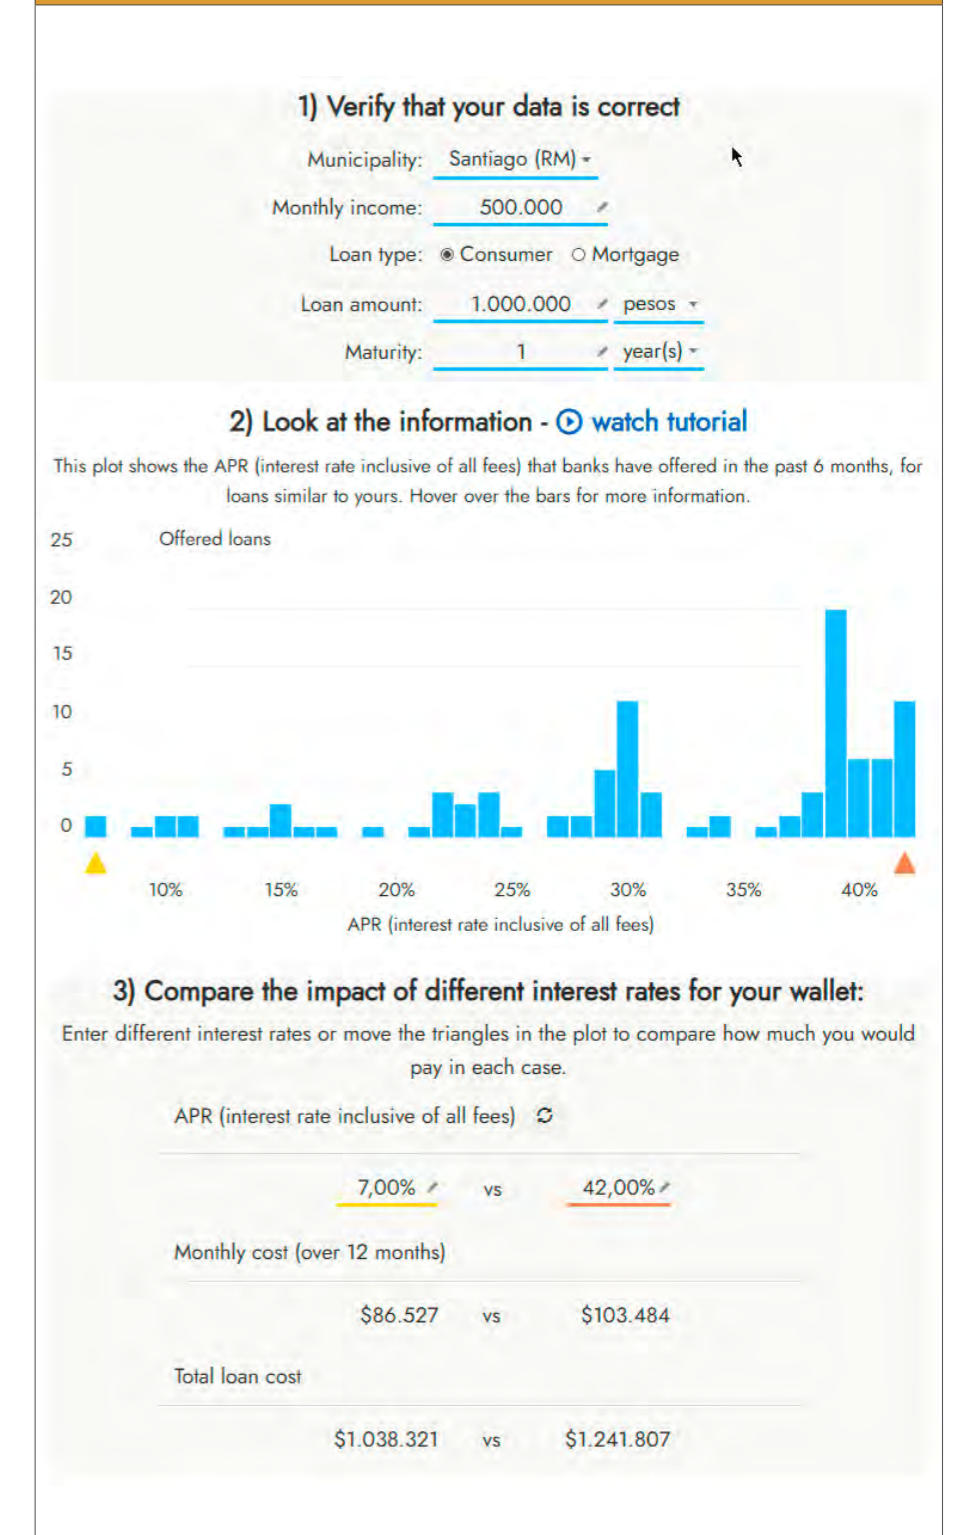 1) Verify that your data is correct
Municipality: Santiago (RM)
Monthly income: 500.000
Loan type: Consumer Mortgage
Loan amount: 1.000.000 pesos
Maturity: 1 year(s)
2) Look at the information - watch tutorial
This plot shows the APR (interest rate inclusive of all fees) that banks have offered in the past 6 months, for
loans similar to yours. Hover over the bars for more information.
25 Offered loans
20
15
10
5
0
10% 15% 20% 25% 30% 35% 40%
APR (interest rate inclusive of all fees)
3) Compare the impact of different interest rates for your wallet:
Enter different interest rates or move the triangles in the plot to compare how much you would
pay in each case.
APR (interest rate inclusive of all fees)
7,00% vs 42,00%
Monthly cost (over 12 months)
$86.527 vs $103.484
Total loan cost
$1.038.321 vs $1.241.807